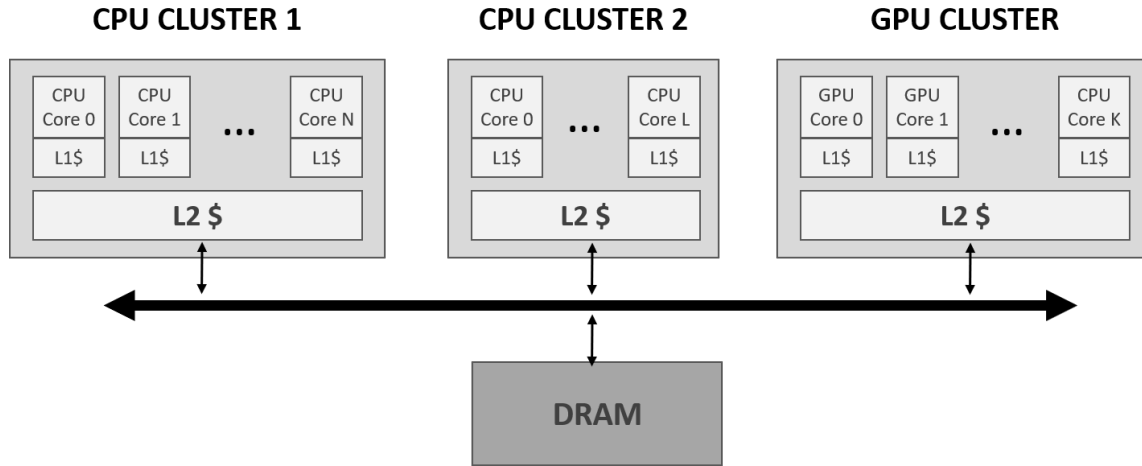 CPU CLUSTER 1
CPU
Core 0
L1$
CPU
Core 1
L1$
...
CPU
Core N
L1$
L2 $
CPU CLUSTER 2
CPU
Core 0
L1$
...
CPU
Core L
L1$
L2 $
GPU CLUSTER
GPU
Core 0
L1$
GPU
Core 1
L1$
...
CPU
Core K
L1$
L2 $
DRAM